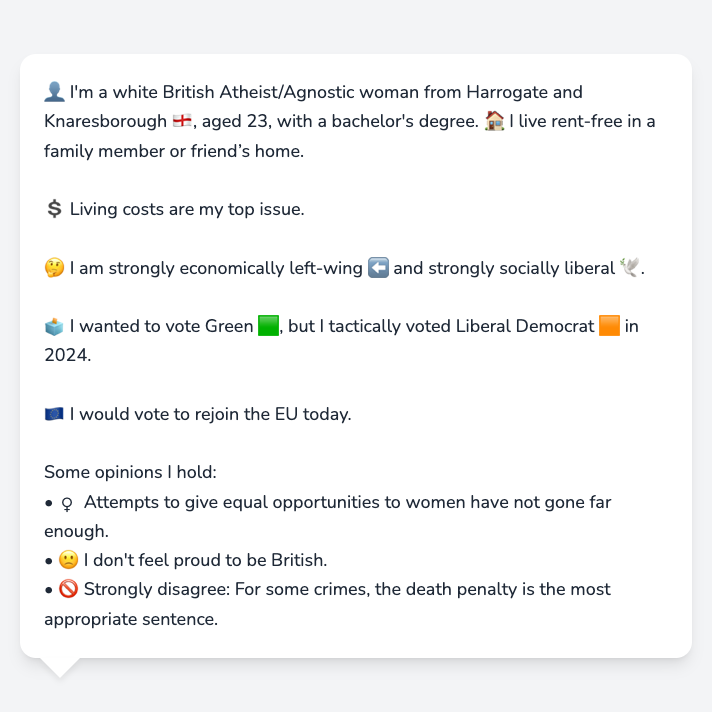 👤 I'm a white British Atheist/Agnostic woman from Harrogate and
Knaresborough 🏴󠁧󠁢󠁥󠁮󠁧󠁿, aged 23, with a bachelor's degree. 🏠 I live rent-free in a
family member or friend’s home.
💲 Living costs are my top issue.
🤔 I am strongly economically left-wing ⬅️ and strongly socially liberal 🕊️.
🗳️ I wanted to vote Green 🟩, but I tactically voted Liberal Democrat 🟧 in
2024.
🇪🇺 I would vote to rejoin the EU today.
Some opinions I hold:
• ♀️ Attempts to give equal opportunities to women have not gone far
enough.
• 🙁 I don't feel proud to be British.
• 🚫 Strongly disagree: For some crimes, the death penalty is the most
appropriate sentence.